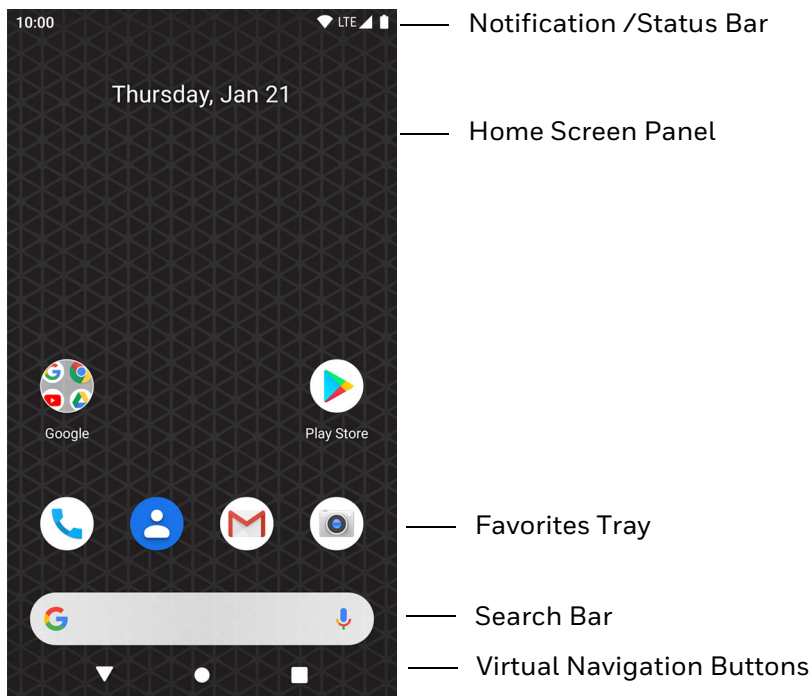 10:00 LTE
Notification /Status Bar
Thursday, Jan 21
Home Screen Panel
Google
Play Store
Favorites Tray
Search Bar
Virtual Navigation Buttons